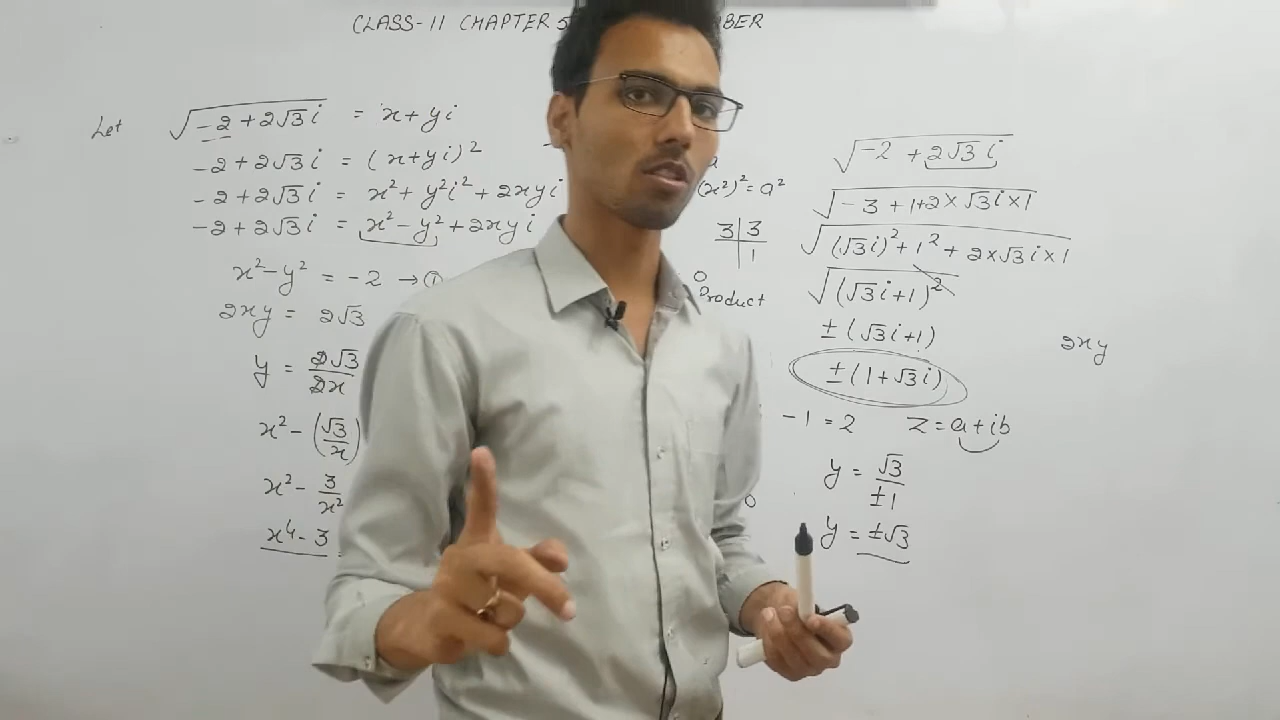 CLASS-11 CHAPTER 5
Let √(-2 + 2√3 i) = x + yi
-2 + 2√3 i = (x + yi)²
-2 + 2√3 i = x² + y²i² + 2xyi
-2 + 2√3 i = x² - y² + 2xyi
x² - y² = -2 → ①
2xy = 2√3
y = 2√3/2x
x² - (√3/x)
x² - 3/x²
x⁴ - 3
(x²)² = a²
3 | 3
1
Product
0
√(-2 + 2√3 i)
√(-3 + 1 + 2 × √3 i × 1)
√((√3 i)² + 1² + 2 × √3 i × 1)
√((√3 i + 1)²)
± (√3 i + 1)
± (1 + √3 i)
2xy
-1 = 2
z = a + ib
y = √3/±1
y = ±√3
0